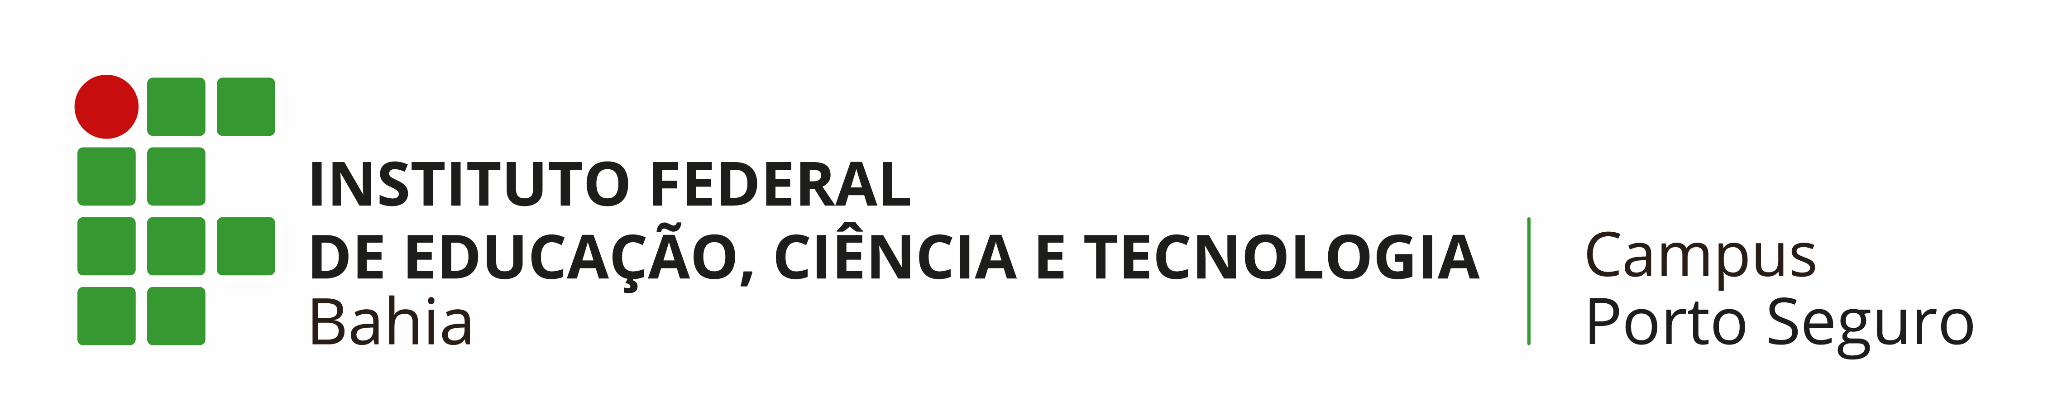 INSTITUTO FEDERAL
DE EDUCAÇÃO, CIÊNCIA E TECNOLOGIA
Bahia
Campus
Porto Seguro